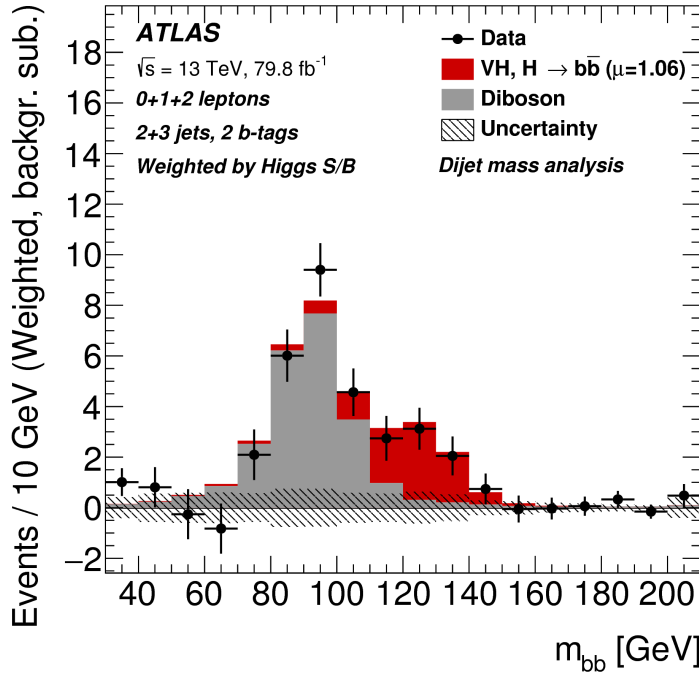 ATLAS
√s = 13 TeV, 79.8 fb⁻¹
0+1+2 leptons
2+3 jets, 2 b-tags
Weighted by Higgs S/B
Data
VH, H → bb̅ (μ=1.06)
Diboson
Uncertainty
Dijet mass analysis
Events / 10 GeV (Weighted, backgr. sub.)
18
16
14
12
10
8
6
4
2
0
−2
40 60 80 100 120 140 160 180 200
m_bb [GeV]